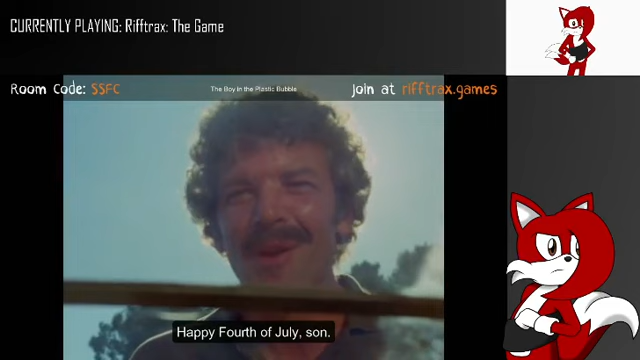 CURRENTLY PLAYING: Rifftrax: The Game
Room Code: SSFC
The Boy in the Plastic Bubble
join at rifftrax.games
Happy Fourth of July, son.